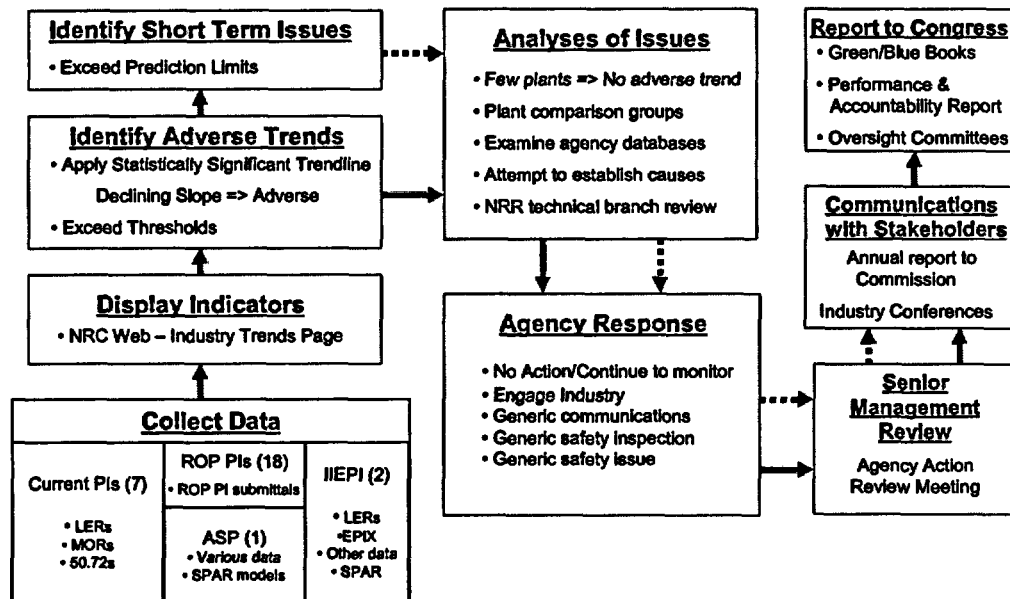 Identify Short Term Issues
• Exceed Prediction Limits
Identify Adverse Trends
• Apply Statistically Significant Trendline
Declining Slope => Adverse
• Exceed Thresholds
Display Indicators
• NRC Web – Industry Trends Page
Collect Data
Current PIs (7)
• LERs
• MORs
• 50.72s
ROP PIs (18)
• ROP PI submittals
ASP (1)
• Various data
• SPAR models
IIEPI (2)
• LERs
•EPIX
• Other data
• SPAR
Analyses of Issues
• Few plants => No adverse trend
• Plant comparison groups
• Examine agency databases
• Attempt to establish causes
• NRR technical branch review
Agency Response
• No Action/Continue to monitor
• Engage Industry
• Generic communications
• Generic safety inspection
• Generic safety issue
Report to Congress
• Green/Blue Books
• Performance &
Accountability Report
• Oversight Committees
Communications
with Stakeholders
Annual report to
Commission
Industry Conferences
Senior
Management
Review
Agency Action
Review Meeting